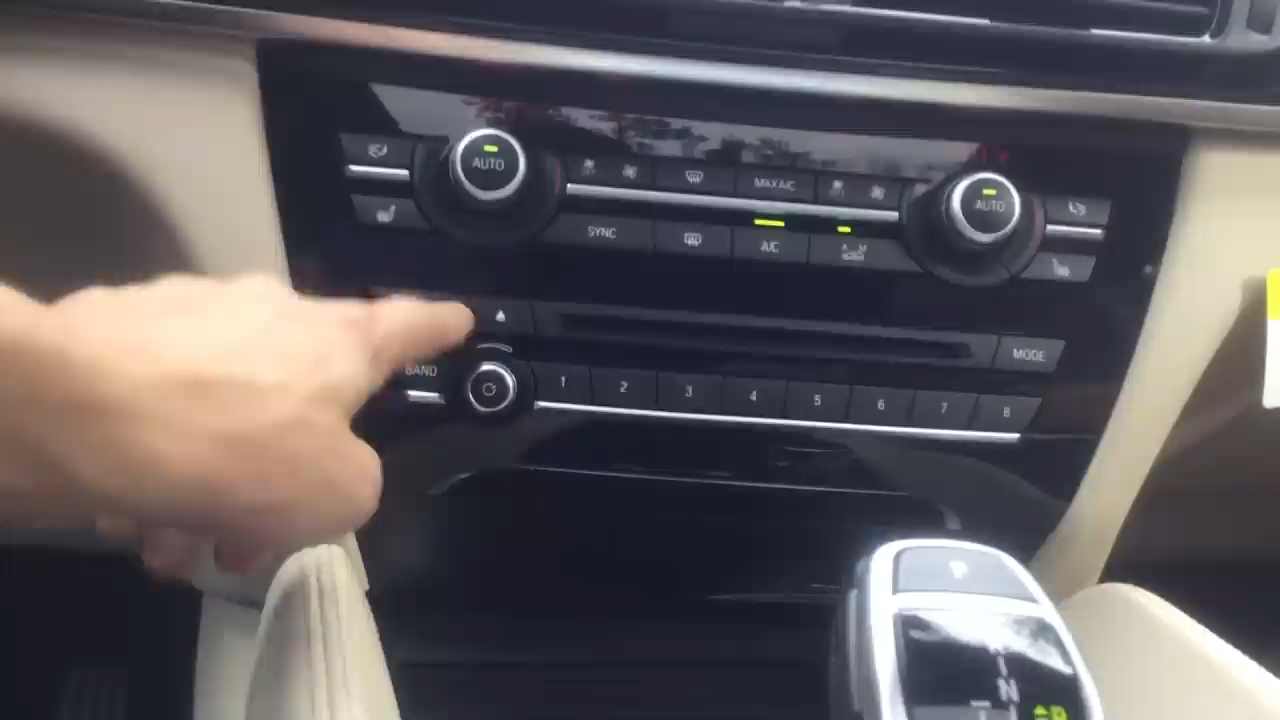 AUTO
MAX A/C
AUTO
SYNC
A/C
A M
MODE
BAND
1 2 3 4 5 6 7 8
N
P